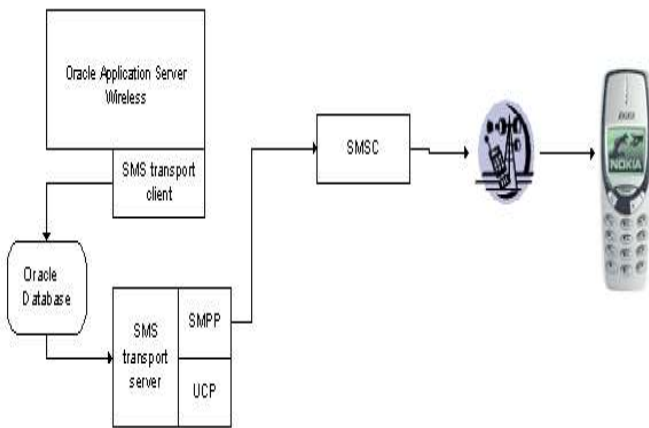 Oracle Application Server
Wireless
SMS transport
client
SMSC
NOKIA
Oracle
Database
SMS
transport
server
SMPP
UCP